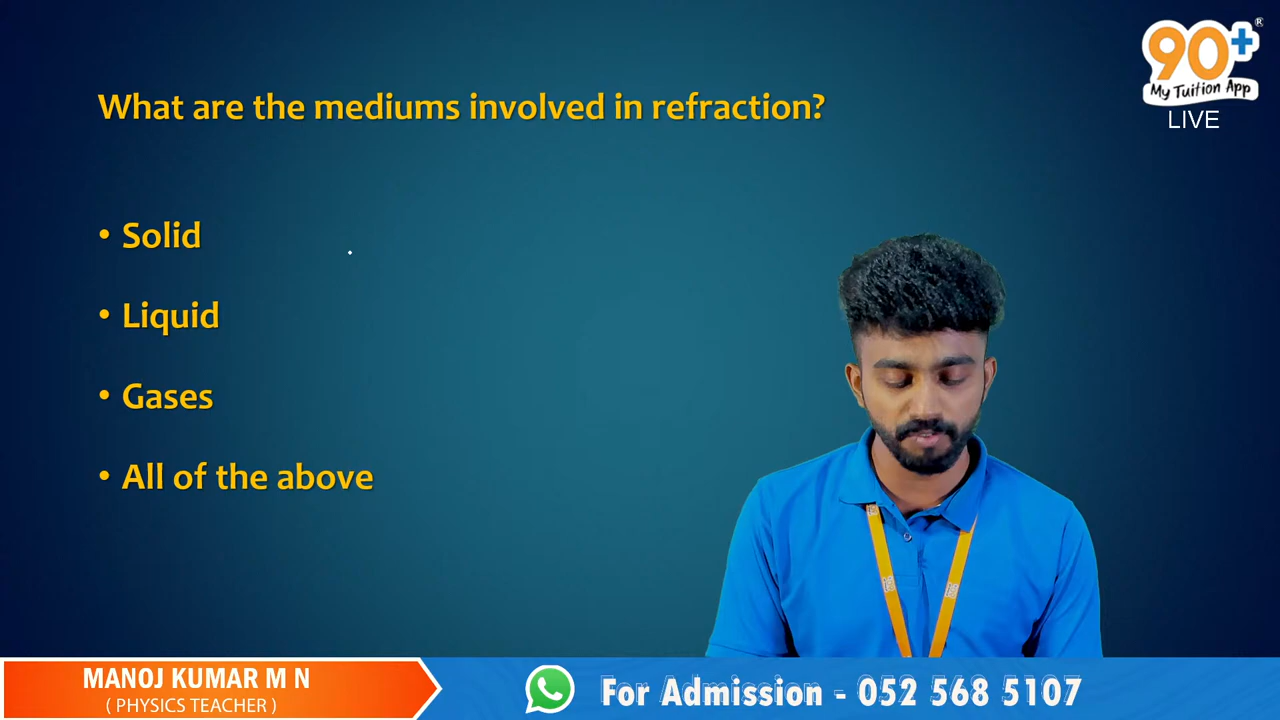 What are the mediums involved in refraction?
90+
®
My Tuition App
LIVE
• Solid
• Liquid
• Gases
• All of the above
MANOJ KUMAR M N
( PHYSICS TEACHER )
For Admission - 052 568 5107